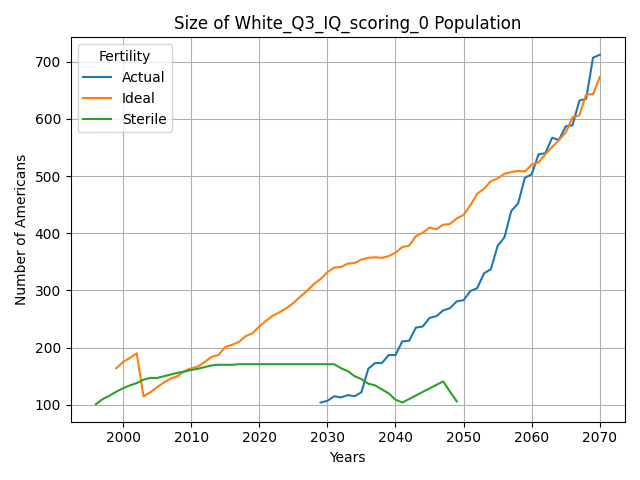 Size of White_Q3_IQ_scoring_0 Population
Fertility
Actual
Ideal
Sterile
Number of Americans
700
600
500
400
300
200
100
2000 2010 2020 2030 2040 2050 2060 2070
Years